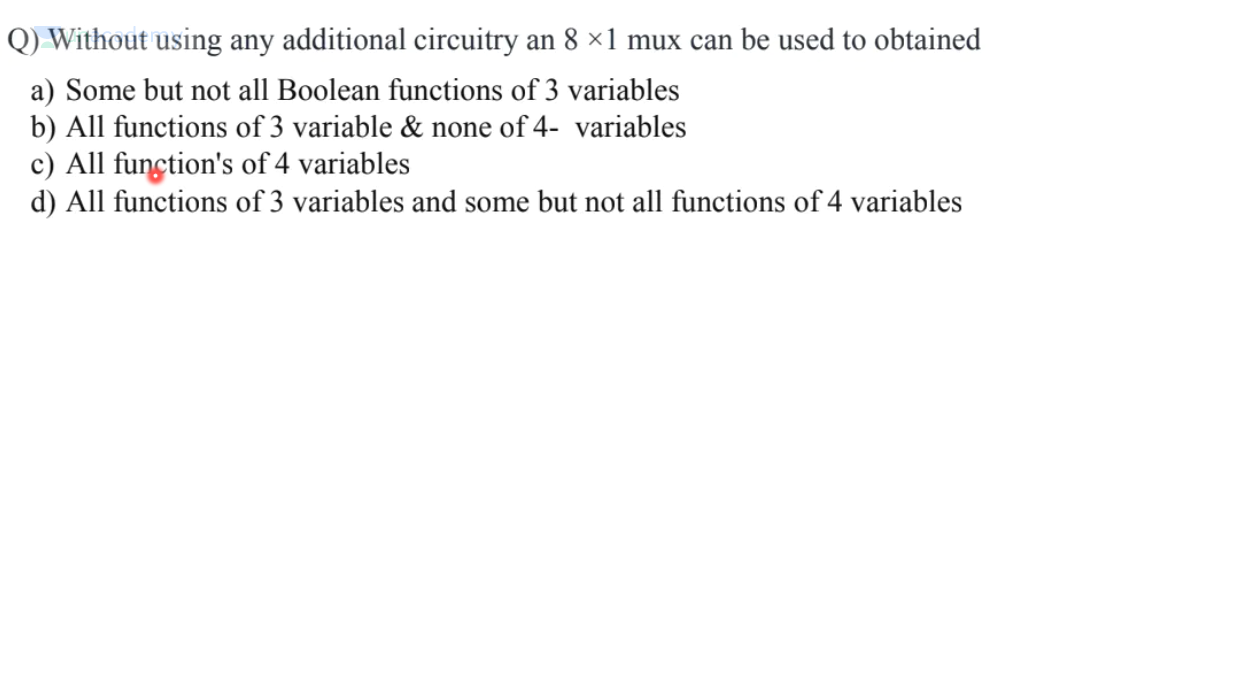 Q) Without using any additional circuitry an 8 ×1 mux can be used to obtained
a) Some but not all Boolean functions of 3 variables
b) All functions of 3 variable & none of 4- variables
c) All function's of 4 variables
d) All functions of 3 variables and some but not all functions of 4 variables